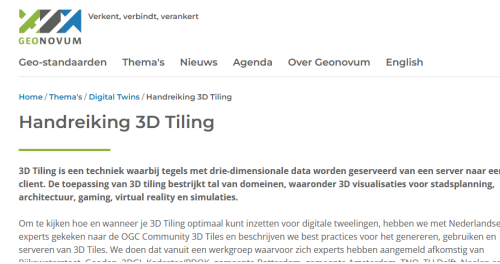 Verkent, verbindt, verankert
GEONOVUM
Geo-standaarden Thema's Nieuws Agenda Over Geonovum English
Home / Thema's / Digital Twins / Handreiking 3D Tiling
Handreiking 3D Tiling
3D Tiling is een techniek waarbij tegels met drie-dimensionale data worden geserveerd van een server naar een
client. De toepassing van 3D tiling bestrijkt tal van domeinen, waaronder 3D visualisaties voor stadsplanning,
architectuur, gaming, virtual reality en simulaties.
Om te kijken hoe en wanneer je 3D Tiling optimaal kunt inzetten voor digitale tweelingen, hebben we met Nederlandse
experts gekeken naar de OGC Community 3D Tiles en beschrijven we best practices voor het genereren, gebruiken en
serveren van 3D Tiles. We doen dat vanuit een werkgroep waarvoor zich experts hebben aangemeld afkomstig van